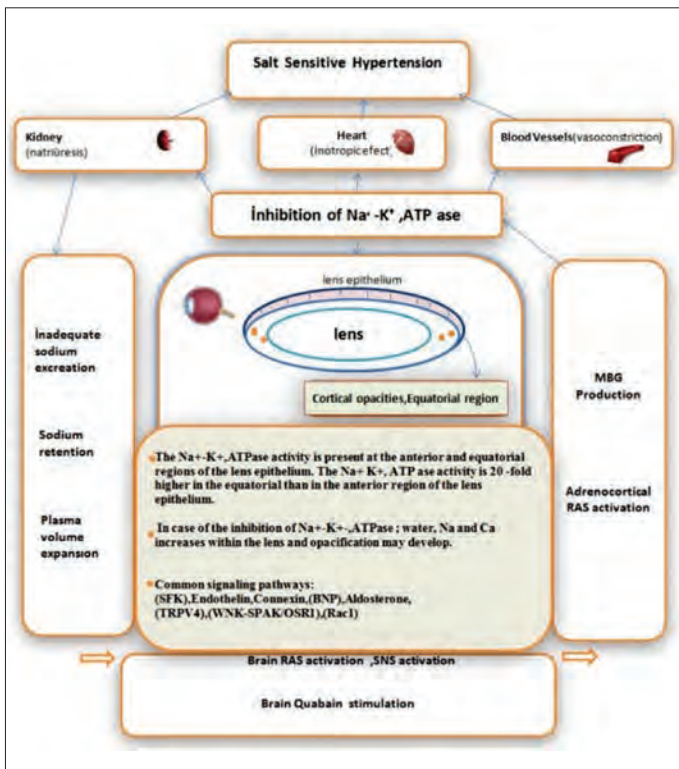 Salt Sensitive Hypertension
Kidney
(natriüresis)
Heart
(inotropic efect)
Blood Vessels(vasoconstriction)
İnhibition of Na⁺ -K⁺ ,ATP ase
lens epithelium
lens
Cortical opacities,Equatorial region
İnadequate
sodium
excreation
Sodium
retention
Plasma
volume
expansion
The Na+-K+,ATPase activity is present at the anterior and equatorial
regions of the lens epithelium. The Na+ K+, ATP ase activity is 20 -fold
higher in the equatorial than in the anterior region of the lens
epithelium.
In case of the inhibition of Na+-K+-,ATPase ; water, Na and Ca
increases within the lens and opacification may develop.
Common signaling pathways:
(SFK),Endothelin,Connexin,(BNP),Aldosterone,
(TRPV4),(WNK-SPAK/OSR1),(Rac1)
MBG
Production
Adrenocortical
RAS activation
Brain RAS activation ,SNS activation
Brain Quabain stimulation